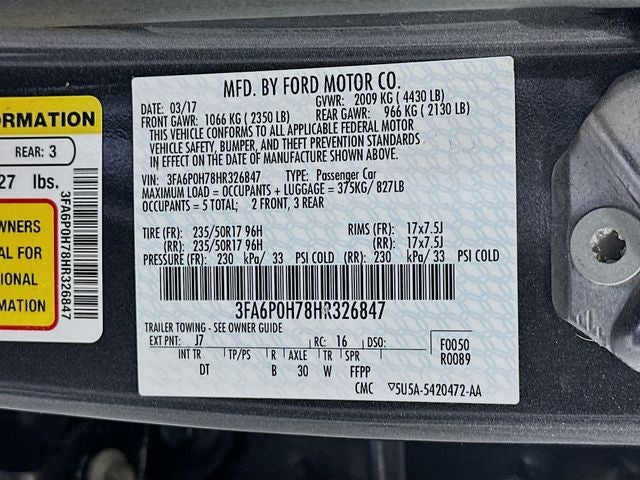 ORMATION
REAR: 3
27 lbs.
WNERS
AL FOR
IONAL
MATION
3FA6P0H78HR326847
MFD. BY FORD MOTOR CO.
DATE: 03/17 GVWR: 2009 KG ( 4430 LB)
FRONT GAWR: 1066 KG ( 2350 LB) REAR GAWR: 966 KG ( 2130 LB)
THIS VEHICLE CONFORMS TO ALL APPLICABLE FEDERAL MOTOR
VEHICLE SAFETY, BUMPER, AND THEFT PREVENTION STANDARDS
IN EFFECT ON THE DATE OF MANUFACTURE SHOWN ABOVE.
VIN: 3FA6P0H78HR326847 TYPE: Passenger Car
MAXIMUM LOAD = OCCUPANTS + LUGGAGE = 375KG/ 827LB
OCCUPANTS = 5 TOTAL; 2 FRONT, 3 REAR
TIRE (FR): 235/50R17 96H RIMS (FR): 17x7.5J
(RR): 235/50R17 96H (RR): 17x7.5J
PRESSURE (FR): 230 kPa/ 33 PSI COLD (RR): 230 kPa/ 33 PSI COLD
3FA6P0H78HR326847
TRAILER TOWING - SEE OWNER GUIDE
EXT PNT: J7 RC: 16 DSO: F0050
INT TR TP/PS R AXLE TR SPR R0089
DT B 30 W FFPP
CMC ▽5U5A-5420472-AA